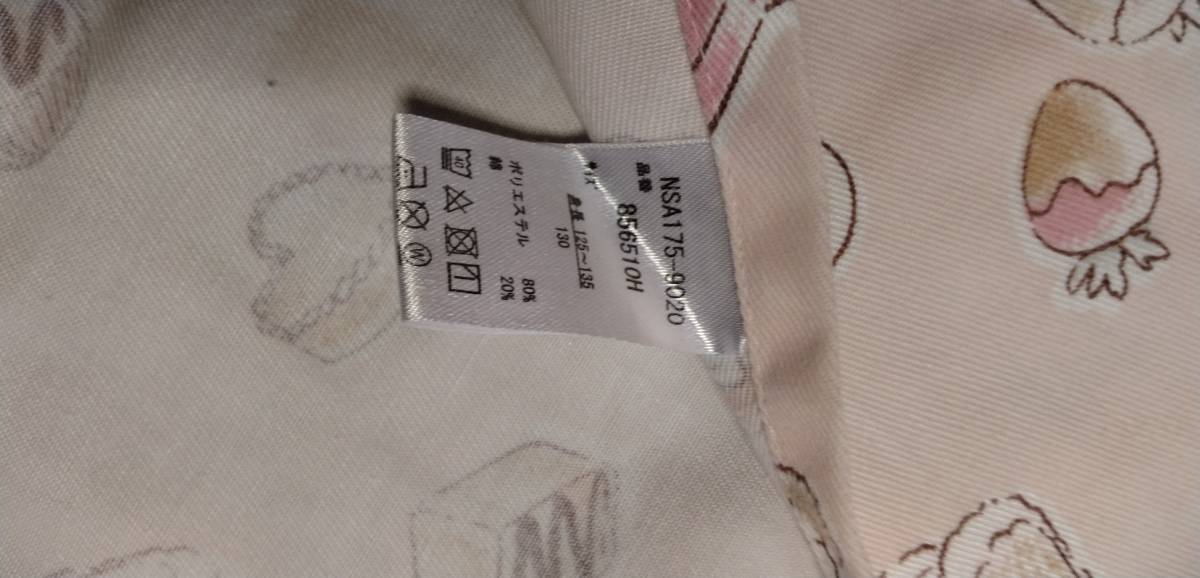 NSA175-9020
品番 856510H
サイズ
身長 125~135
130
ポリエステル 80%
綿 20%
40
W